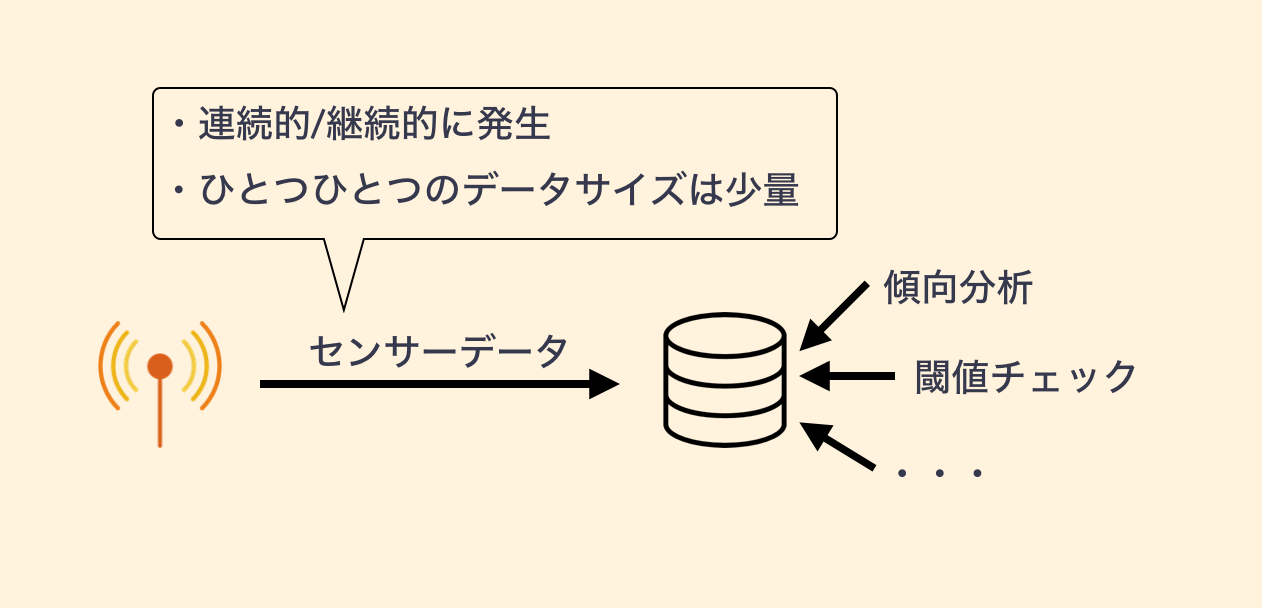 ・連続的/継続的に発生
・ひとつひとつのデータサイズは少量
センサーデータ
傾向分析
閾値チェック
・・・